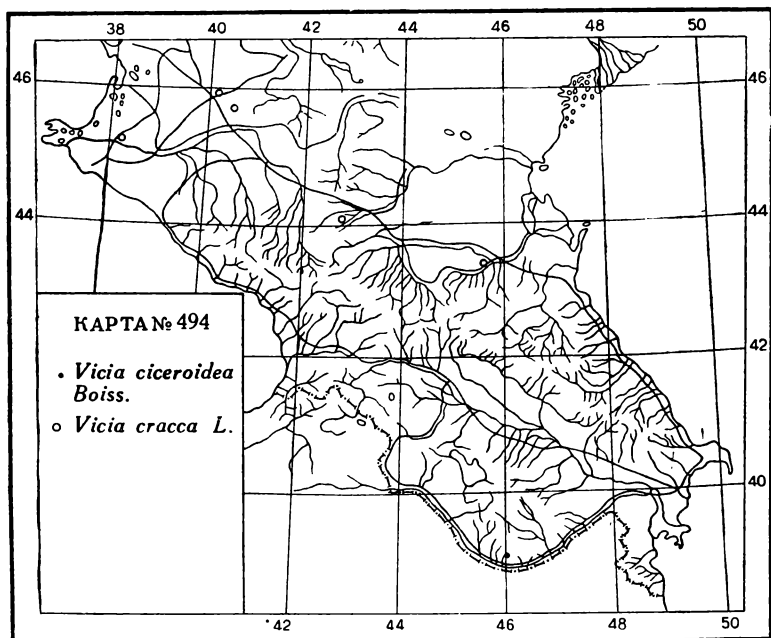 38 40 42 44 46 48 50
46 46
44 44
КАРТА № 494
• Vicia ciceroidea
Boiss.
○ Vicia cracca L.
42
40
42 44 46 48 50